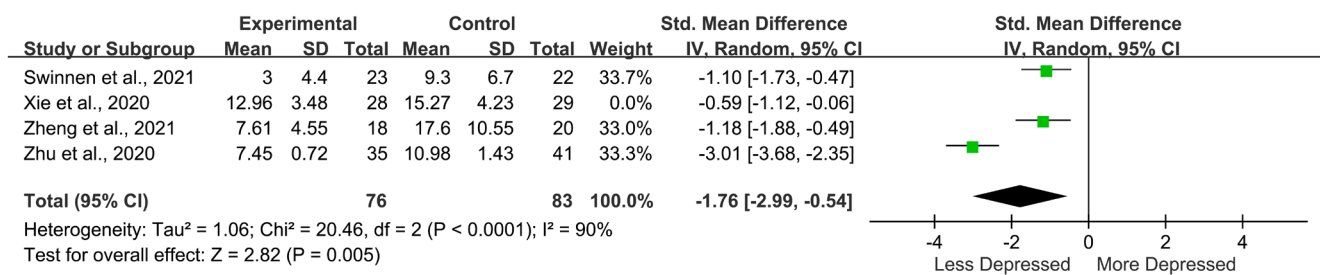 Experimental Control Std. Mean Difference Std. Mean Difference
Study or Subgroup Mean SD Total Mean SD Total Weight IV, Random, 95% CI IV, Random, 95% CI
Swinnen et al., 2021 3 4.4 23 9.3 6.7 22 33.7% -1.10 [-1.73, -0.47]
Xie et al., 2020 12.96 3.48 28 15.27 4.23 29 0.0% -0.59 [-1.12, -0.06]
Zheng et al., 2021 7.61 4.55 18 17.6 10.55 20 33.0% -1.18 [-1.88, -0.49]
Zhu et al., 2020 7.45 0.72 35 10.98 1.43 41 33.3% -3.01 [-3.68, -2.35]
Total (95% CI) 76 83 100.0% -1.76 [-2.99, -0.54]
Heterogeneity: Tau² = 1.06; Chi² = 20.46, df = 2 (P < 0.0001); I² = 90%
Test for overall effect: Z = 2.82 (P = 0.005)
-4 -2 0 2 4
Less Depressed More Depressed